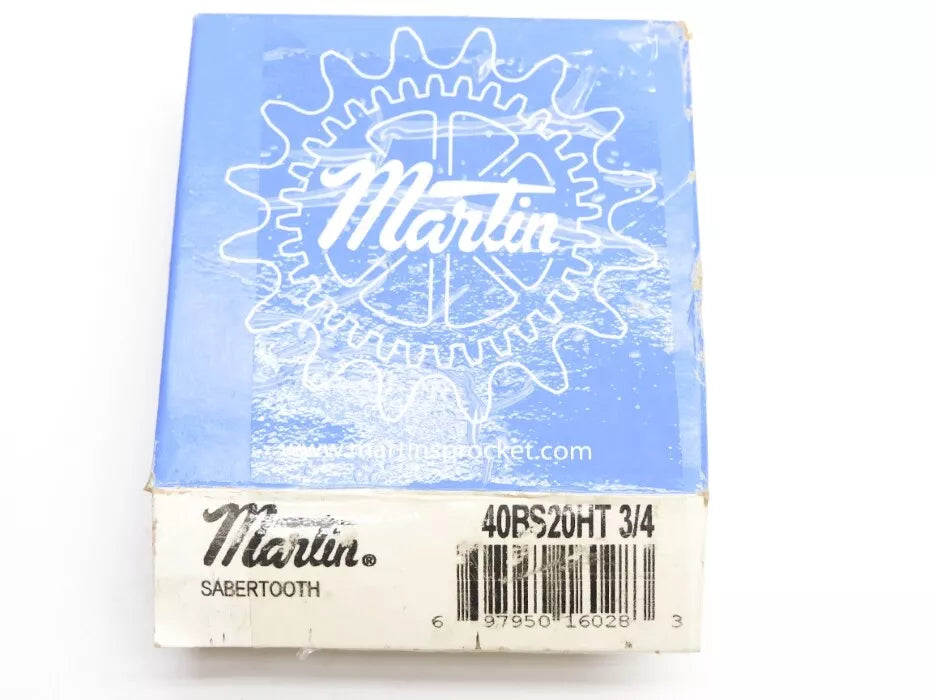 Martin
www.martinsprocket.com
Martin®
SABERTOOTH
40BS20HT 3/4
6 97950 16028 3